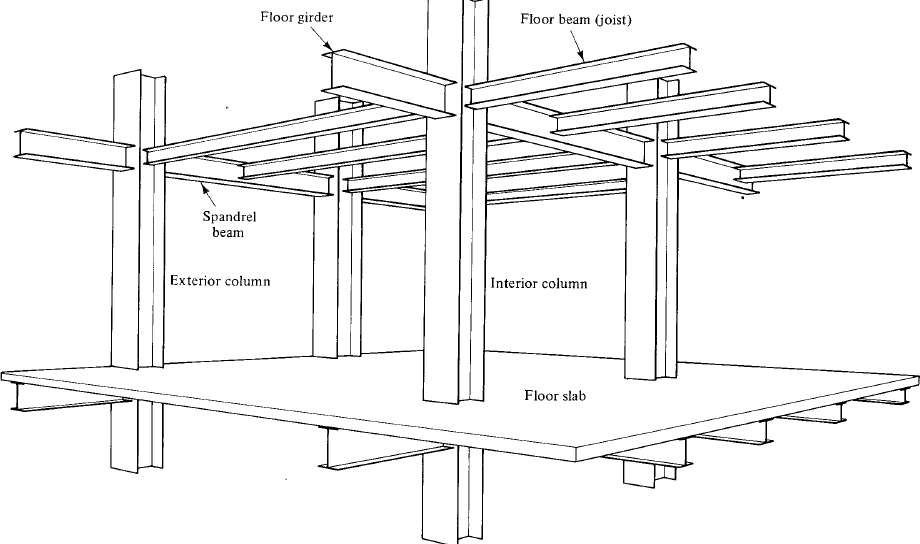 Floor girder
Floor beam (joist)
Spandrel
beam
Exterior column
Interior column
Floor slab